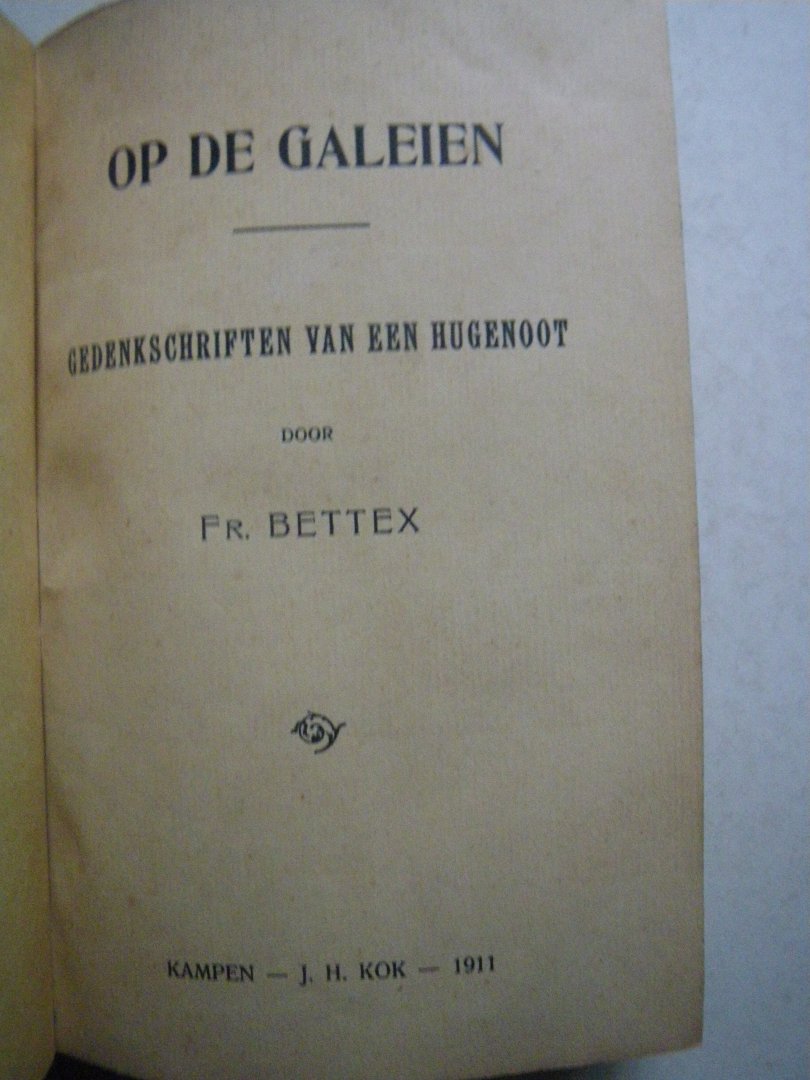 OP DE GALEIEN
GEDENKSCHRIFTEN VAN EEN HUGENOOT
DOOR
FR. BETTEX
KAMPEN — J. H. KOK — 1911